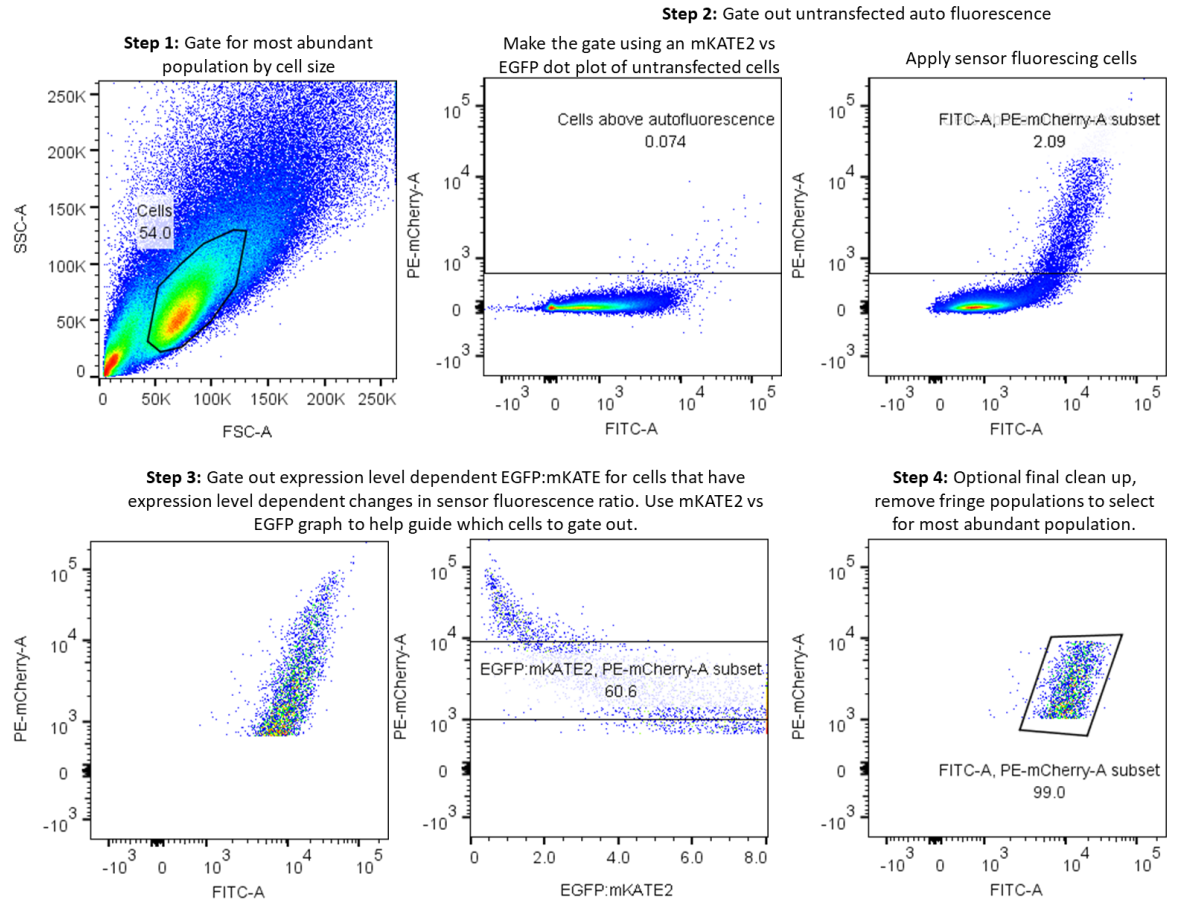 Step 2: Gate out untransfected auto fluorescence
Step 1: Gate for most abundant
population by cell size
Make the gate using an mKATE2 vs
EGFP dot plot of untransfected cells
Apply sensor fluorescing cells
250K
200K
150K
100K
50K
0
SSC-A
Cells
54.0
0
50K
100K
150K
200K
250K
FSC-A
10^5
10^4
10^3
0
-10^3
PE-mCherry-A
Cells above autofluorescence
0.074
-10^3
0
10^3
10^4
10^5
FITC-A
10^5
10^4
10^3
0
-10^3
PE-mCherry-A
FITC-A, PE-mCherry-A subset
2.09
-10^3
0
10^3
10^4
10^5
FITC-A
Step 3: Gate out expression level dependent EGFP:mKATE for cells that have
expression level dependent changes in sensor fluorescence ratio. Use mKATE2 vs
EGFP graph to help guide which cells to gate out.
Step 4: Optional final clean up,
remove fringe populations to select
for most abundant population.
10^5
10^4
10^3
0
-10^3
PE-mCherry-A
-10^3
0
10^3
10^4
10^5
FITC-A
10^5
10^4
10^3
0
-10^3
PE-mCherry-A
EGFP:mKATE2, PE-mCherry-A subset
60.6
0
2.0
4.0
6.0
8.0
EGFP:mKATE2
10^5
10^4
10^3
0
-10^3
PE-mCherry-A
FITC-A, PE-mCherry-A subset
99.0
-10^3
0
10^3
10^4
10^5
FITC-A